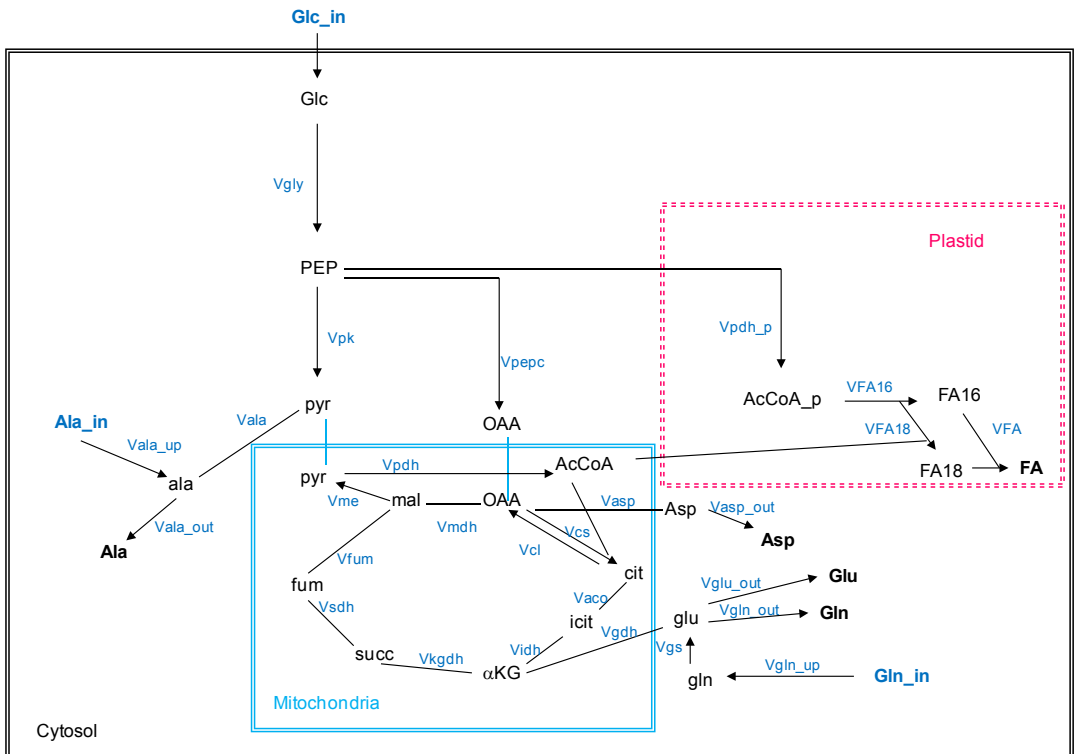 Glc_in
Glc
Vgly
Plastid
PEP
Vpk
Vpdh_p
Vpepc
AcCoA_p
VFA16
FA16
pyr
Ala_in
Vala
OAA
VFA18
VFA
Vala_up
AcCoA
FA18
FA
ala
pyr
Vpdh
Vme
mal
OAA
Vasp
Asp
Vasp_out
Vala_out
Vmdh
Vcs
Asp
Ala
Vcl
Vfum
cit
Glu
fum
Vglu_out
Vsdh
Vaco
Gln
icit
glu
Vgln_out
Vgdh
succ
Vkgdh
Vidh
Vgs
αKG
gln
Vgln_up
Gln_in
Mitochondria
Cytosol